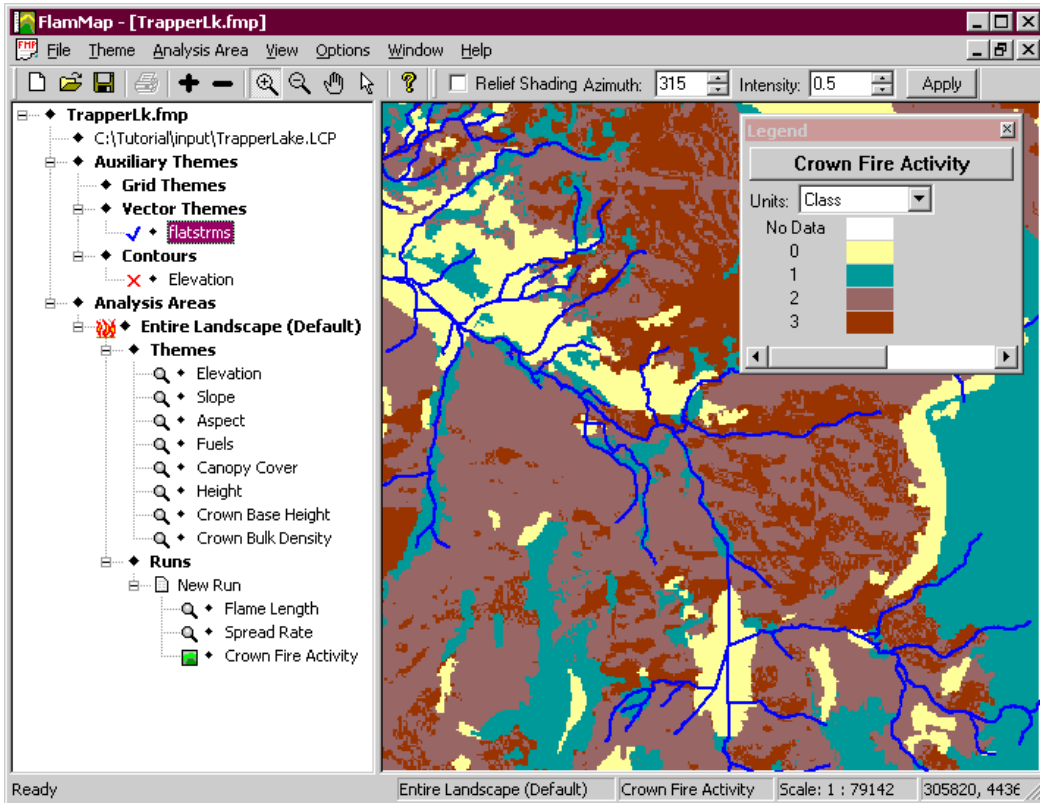 FlamMap - [TrapperLk.fmp]
FMP File Theme Analysis Area View Options Window Help
Relief Shading Azimuth: 315 Intensity: 0.5 Apply
TrapperLk.fmp
C:\Tutorial\input\TrapperLake.LCP
Auxiliary Themes
Grid Themes
Vector Themes
flatstrms
Contours
Elevation
Analysis Areas
Entire Landscape (Default)
Themes
Elevation
Slope
Aspect
Fuels
Canopy Cover
Height
Crown Base Height
Crown Bulk Density
Runs
New Run
Flame Length
Spread Rate
Crown Fire Activity
Legend
Crown Fire Activity
Units: Class
No Data
0
1
2
3
Ready Entire Landscape (Default) Crown Fire Activity Scale: 1 : 79142 305820, 4436